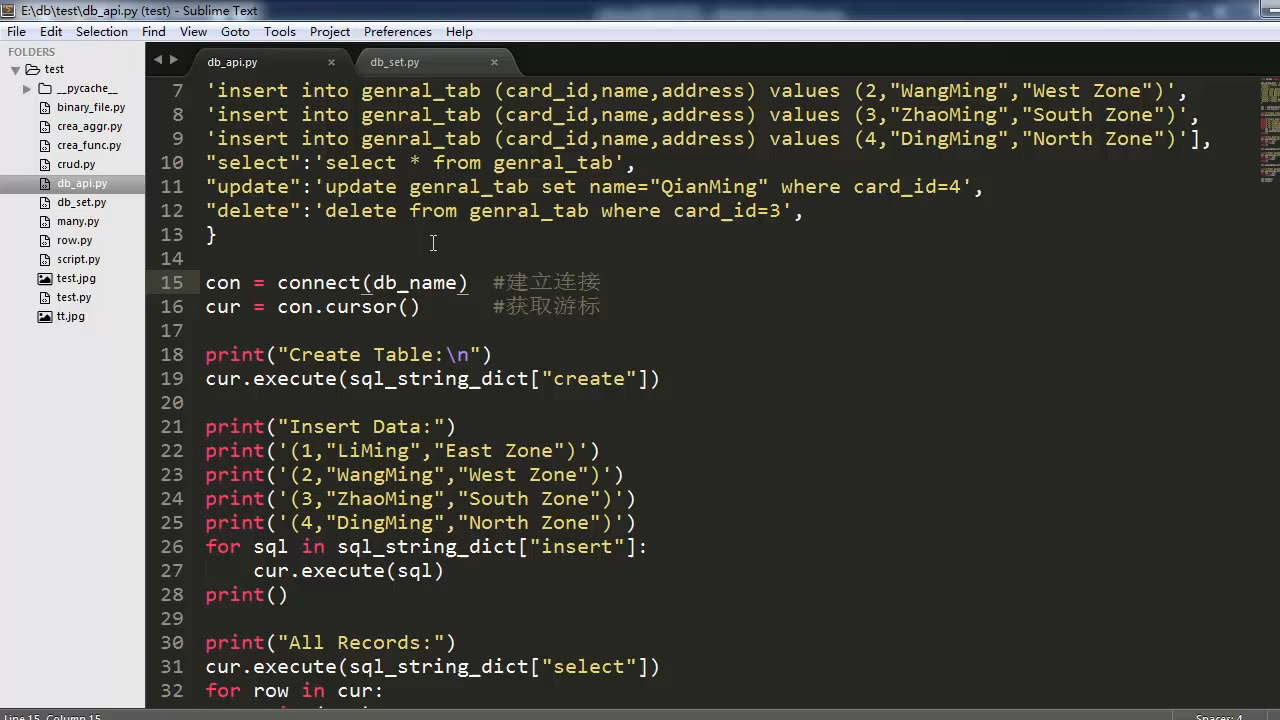 E:\db\test\db_api.py (test) - Sublime Text
File Edit Selection Find View Goto Tools Project Preferences Help
FOLDERS
test
__pycache__
binary_file.py
crea_aggr.py
crea_func.py
crud.py
db_api.py
db_set.py
many.py
row.py
script.py
test.jpg
test.py
tt.jpg
db_api.py × db_set.py ×
7 'insert into genral_tab (card_id,name,address) values (2,"WangMing","West Zone")',
8 'insert into genral_tab (card_id,name,address) values (3,"ZhaoMing","South Zone")',
9 'insert into genral_tab (card_id,name,address) values (4,"DingMing","North Zone")'],
10 "select":'select * from genral_tab',
11 "update":'update genral_tab set name="QianMing" where card_id=4',
12 "delete":'delete from genral_tab where card_id=3',
13 }
14
15 con = connect(db_name) #建立连接
16 cur = con.cursor() #获取游标
17
18 print("Create Table:\n")
19 cur.execute(sql_string_dict["create"])
20
21 print("Insert Data:")
22 print('(1,"LiMing","East Zone")')
23 print('(2,"WangMing","West Zone")')
24 print('(3,"ZhaoMing","South Zone")')
25 print('(4,"DingMing","North Zone")')
26 for sql in sql_string_dict["insert"]:
27 cur.execute(sql)
28 print()
29
30 print("All Records:")
31 cur.execute(sql_string_dict["select"])
32 for row in cur:
Line 15, Column 15 Spaces: 4